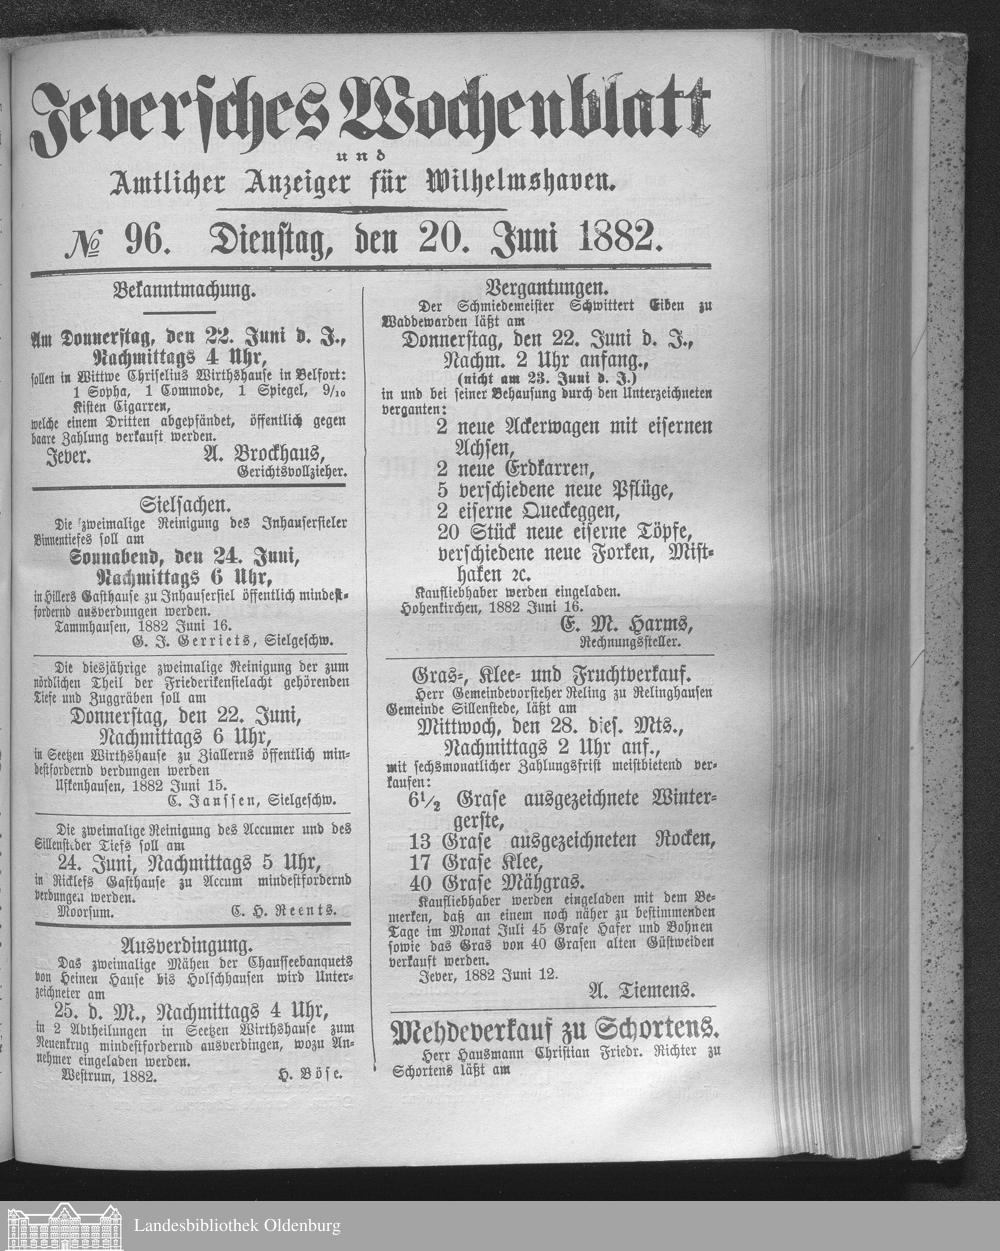 Jeversches Wochenblatt
und
Amtlicher Anzeiger für Wilhelmshaven.
№ 96. Dienstag, den 20. Juni 1882.
Bekanntmachung.
Am Donnerstag, den 22. Juni d. J.,
Nachmittags 4 Uhr,
sollen in Wittwe Chriselius Wirthshause in Belfort:
1 Sopha, 1 Commode, 1 Spiegel, 9/10
Kisten Cigarren,
welche einem Dritten abgepfändet, öffentlich gegen
baare Zahlung verkauft werden.
Jever. A. Brockhaus,
Gerichtsvollzieher.
Sielsachen.
Die zweimalige Reinigung des Inhausersieler
Binnentiefes soll am
Sonnabend, den 24. Juni,
Nachmittags 6 Uhr,
in Hillers Gasthause zu Inhausersiel öffentlich mindest-
fordernd ausverdungen werden.
Tammhausen, 1882 Juni 16.
G. J. Gerriets, Sielgeschw.
Die diesjährige zweimalige Reinigung der zum
nördlichen Theil der Friederikensielacht gehörenden
Tiefe und Zuggräben soll am
Donnerstag, den 22. Juni,
Nachmittags 6 Uhr,
in Seetzen Wirthshause zu Ziallerns öffentlich min-
destfordernd verdungen werden
Uffenhausen, 1882 Juni 15.
C. Janssen, Sielgeschw.
Die zweimalige Reinigung des Accumer und des
Sillensteder Tiefs soll am
24. Juni, Nachmittags 5 Uhr,
in Ricklefs Gasthause zu Accum mindestfordernd
verdungen werden.
Moorsum. C. H. Reents.
Ausverdingung.
Das zweimalige Mähen der Chausseebanquets
von Heinen Hause bis Holschhausen wird Unter-
zeichneter am
25. d. M., Nachmittags 4 Uhr,
in 2 Abtheilungen in Seetzen Wirthshause zum
Neuenkrug mindestfordernd ausverdingen, wozu An-
nehmer eingeladen werden.
Westrum, 1882. H. Böse.
Vergantungen.
Der Schmiedemeister Schwittert Eiben zu
Waddewarden läßt am
Donnerstag, den 22. Juni d. J.,
Nachm. 2 Uhr anfang.,
(nicht am 23. Juni d. J.)
in und bei seiner Behausung durch den Unterzeichneten
verganten:
2 neue Ackerwagen mit eisernen
Achsen,
2 neue Erdkarren,
5 verschiedene neue Pflüge,
2 eiserne Queckeggen,
20 Stück neue eiserne Töpfe,
verschiedene neue Forken, Mist-
haken ꝛc.
Kaufliebhaber werden eingeladen.
Hohenkirchen, 1882 Juni 16.
E. M. Harms,
Rechnungssteller.
Gras-, Klee- und Fruchtverkauf.
Herr Gemeindevorsteher Reling zu Relinghausen
Gemeinde Sillenstede, läßt am
Mittwoch, den 28. dies. Mts.,
Nachmittags 2 Uhr anf.,
mit sechsmonatlicher Zahlungsfrist meistbietend ver-
kaufen:
6½ Grase ausgezeichnete Winter-
gerste,
13 Grase ausgezeichneten Rocken,
17 Grase Klee,
40 Grase Mähgras.
Kaufliebhaber werden eingeladen mit dem Be-
merken, daß an einem noch näher zu bestimmenden
Tage im Monat Juli 45 Grase Hafer und Bohnen
sowie das Gras von 40 Grasen alten Güstweiden
verkauft werden.
Jever, 1882 Juni 12.
A. Tiemens.
Mehdeverkauf zu Schortens.
Herr Hausmann Christian Friedr. Richter zu
Schortens läßt am
Landesbibliothek Oldenburg